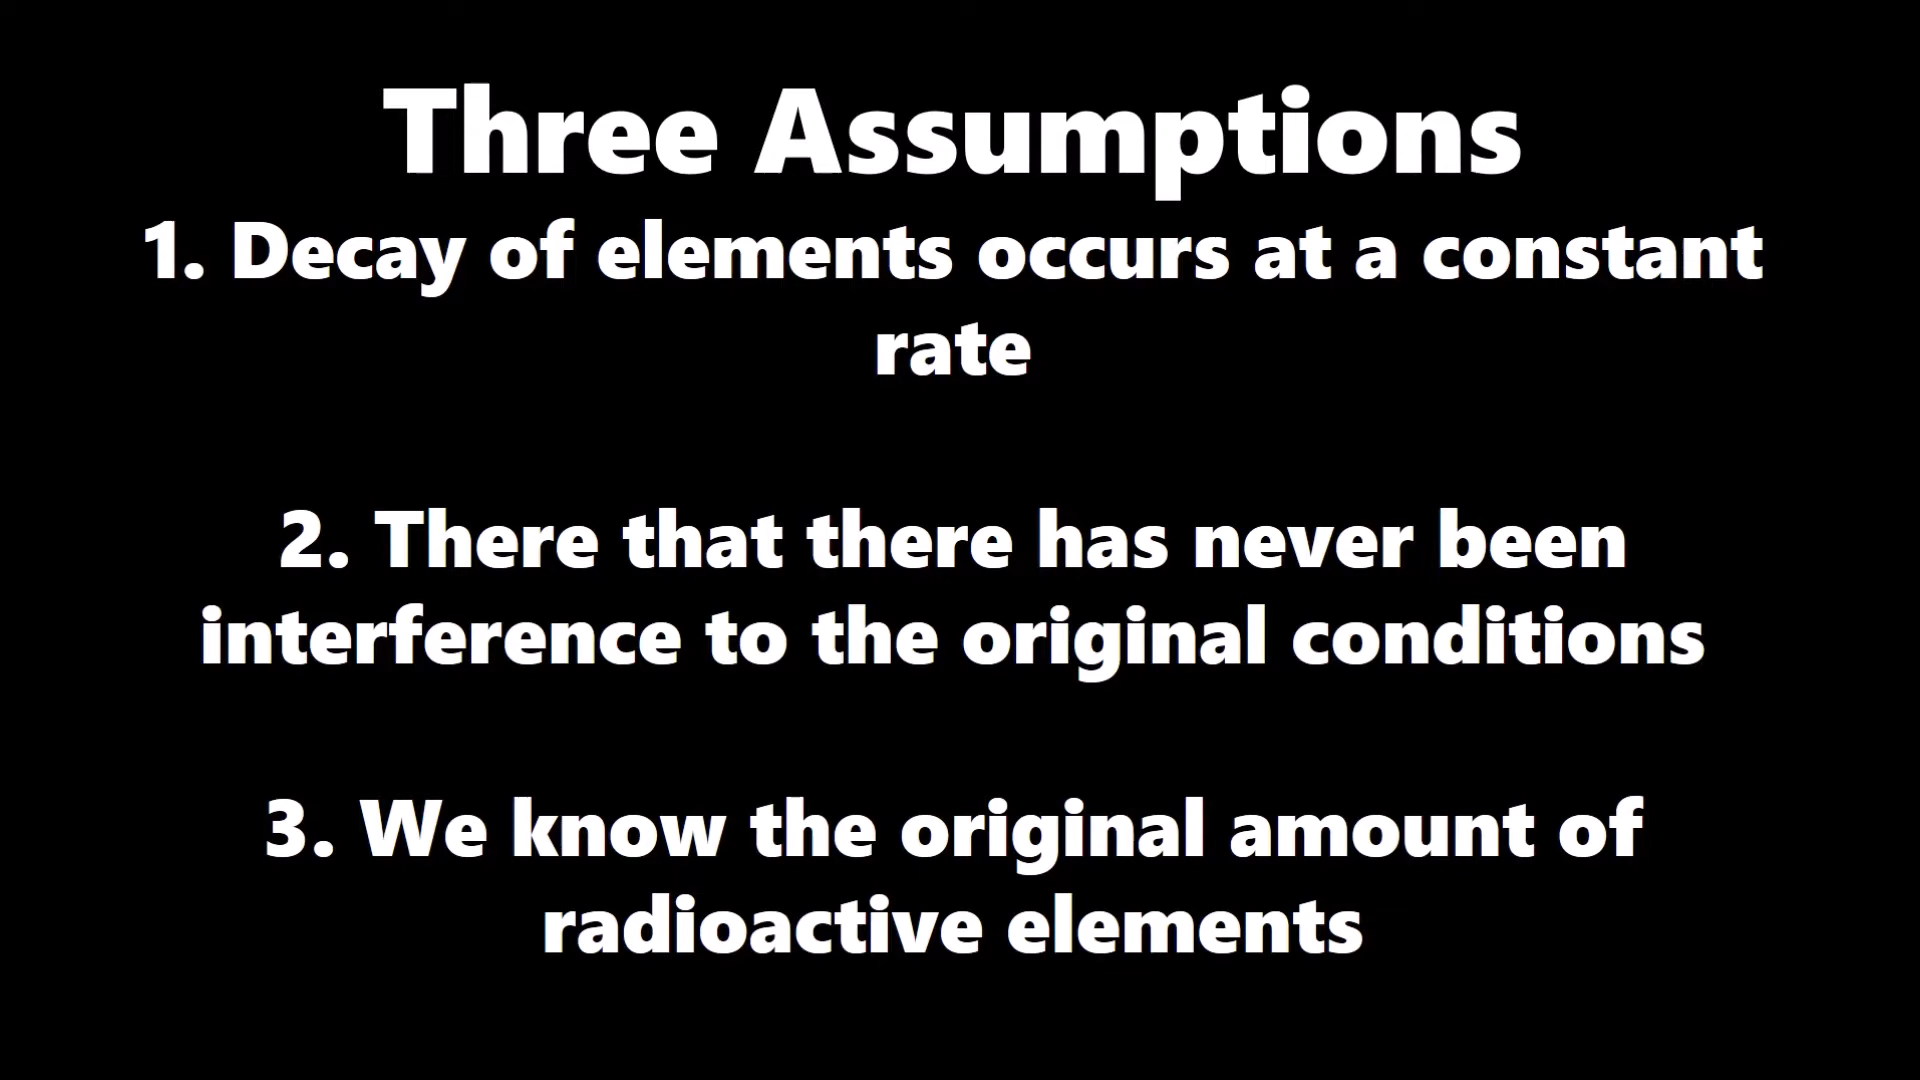 Three Assumptions
1. Decay of elements occurs at a constant
rate
2. There that there has never been
interference to the original conditions
3. We know the original amount of
radioactive elements